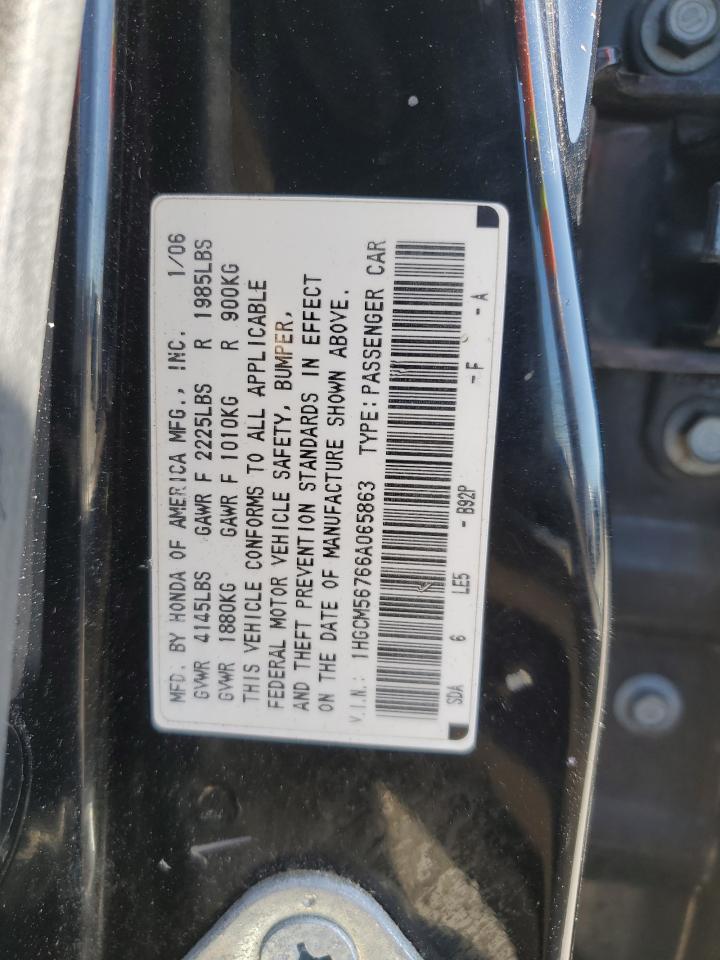 MFD. BY HONDA OF AMERICA MFG., INC. 1/06
GVWR 4145LBS GAWR F 2225LBS R 1985LBS
GVWR 1880KG GAWR F 1010KG R 900KG
THIS VEHICLE CONFORMS TO ALL APPLICABLE
FEDERAL MOTOR VEHICLE SAFETY, BUMPER,
AND THEFT PREVENTION STANDARDS IN EFFECT
ON THE DATE OF MANUFACTURE SHOWN ABOVE.
V.I.N.: 1HGCM56766A065863 TYPE: PASSENGER CAR
SDA 6 LE5 - B92P - F - A